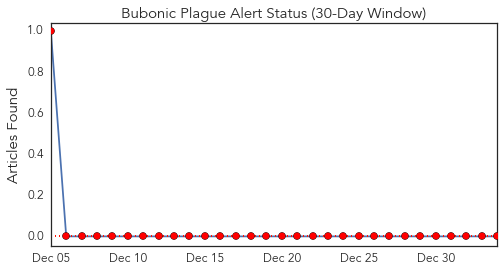 Bubonic Plague Alert Status (30-Day Window)
Articles Found
1.0
0.8
0.6
0.4
0.2
0.0
Dec 05 Dec 10 Dec 15 Dec 20 Dec 25 Dec 30